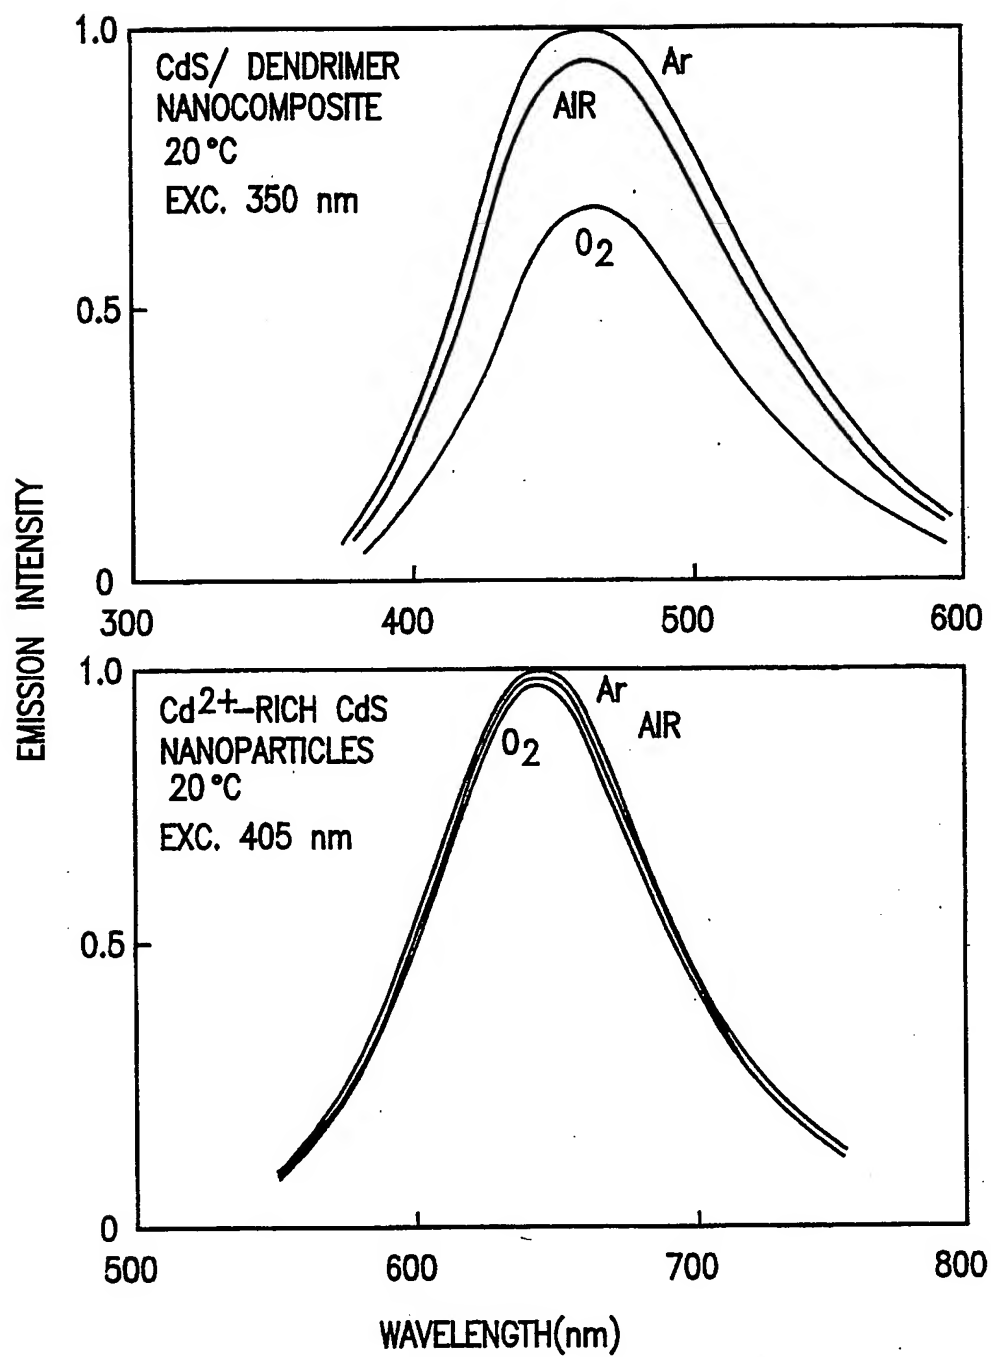 1.0
CdS/ DENDRIMER
NANOCOMPOSITE
20°C
EXC. 350 nm
Ar
AIR
O2
0.5
0
300
400
500
600
EMISSION INTENSITY
1.0
Cd2+-RICH CdS
NANOPARTICLES
20°C
EXC. 405 nm
Ar
AIR
O2
0.5
0
500
600
700
800
WAVELENGTH(nm)